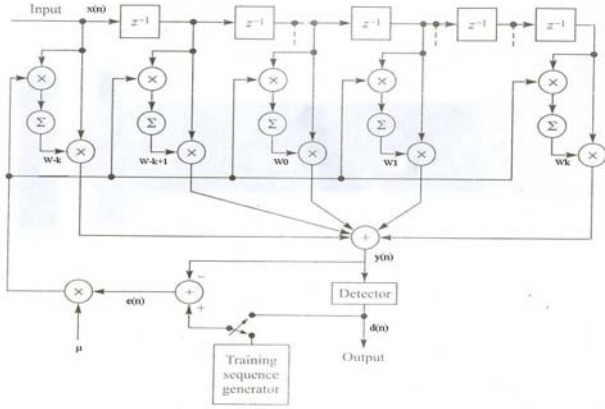 Input
x(n)
z⁻¹
z⁻¹
z⁻¹
z⁻¹
z⁻¹
×
×
×
×
×
Σ
Σ
Σ
Σ
Σ
W-k
×
W-k+1
×
W0
×
W1
×
Wk
×
+
y(n)
−
×
e(n)
+
+
Detector
μ
d(n)
Output
Training
sequence
generator